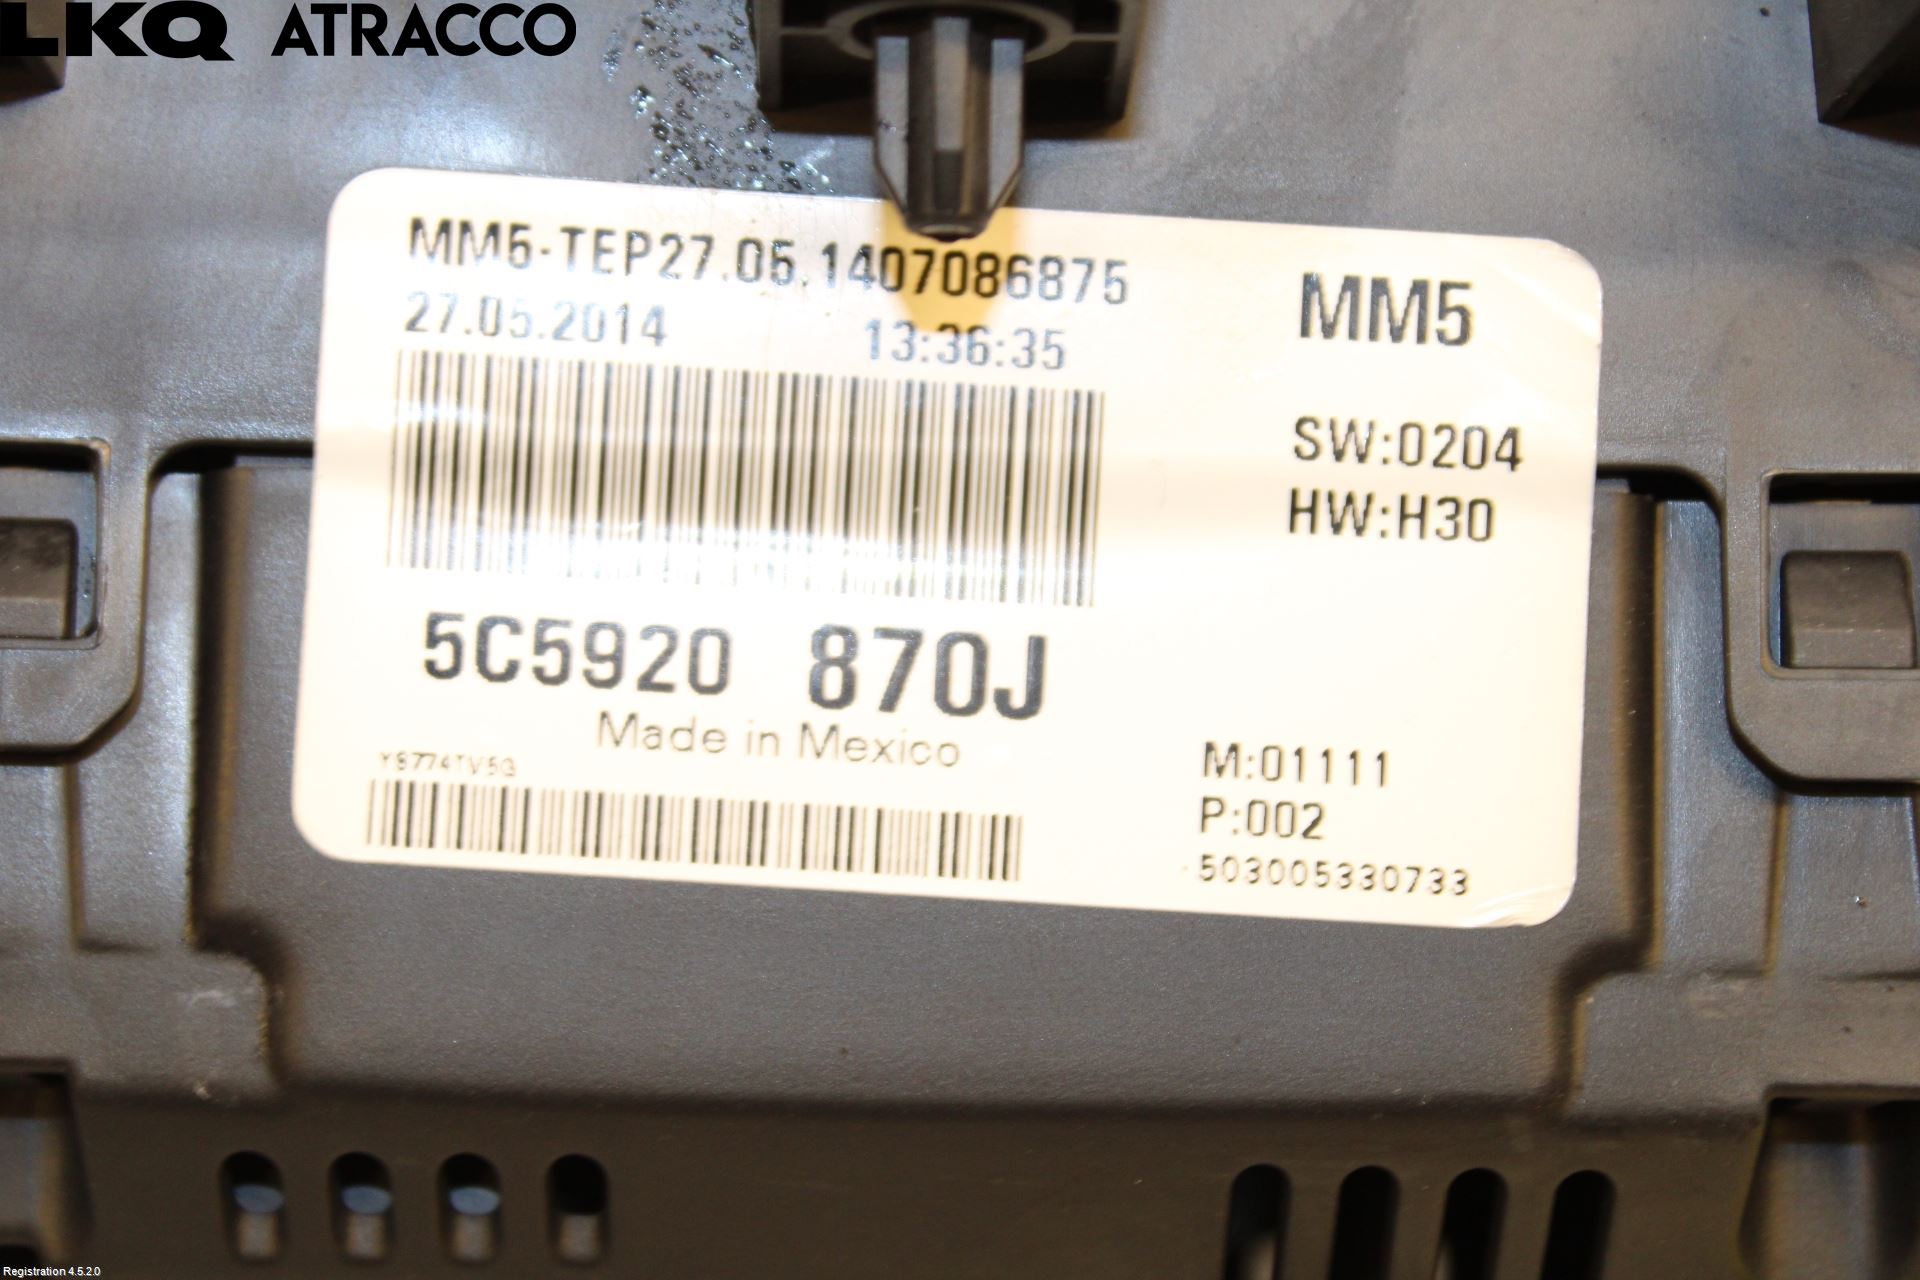 LKQ ATRACCO
MM5-TEP27.05.1407086875
27.05.2014 13:36:35
MM5
SW:0204
HW:H30
5C5920 870J
Made in Mexico
M:01111
P:002
503005330733
Registration 4.5.2.0